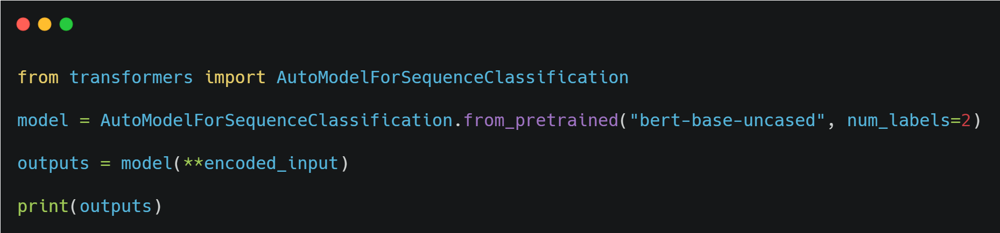 from transformers import AutoModelForSequenceClassification
model = AutoModelForSequenceClassification.from_pretrained("bert-base-uncased", num_labels=2)
outputs = model(**encoded_input)
print(outputs)